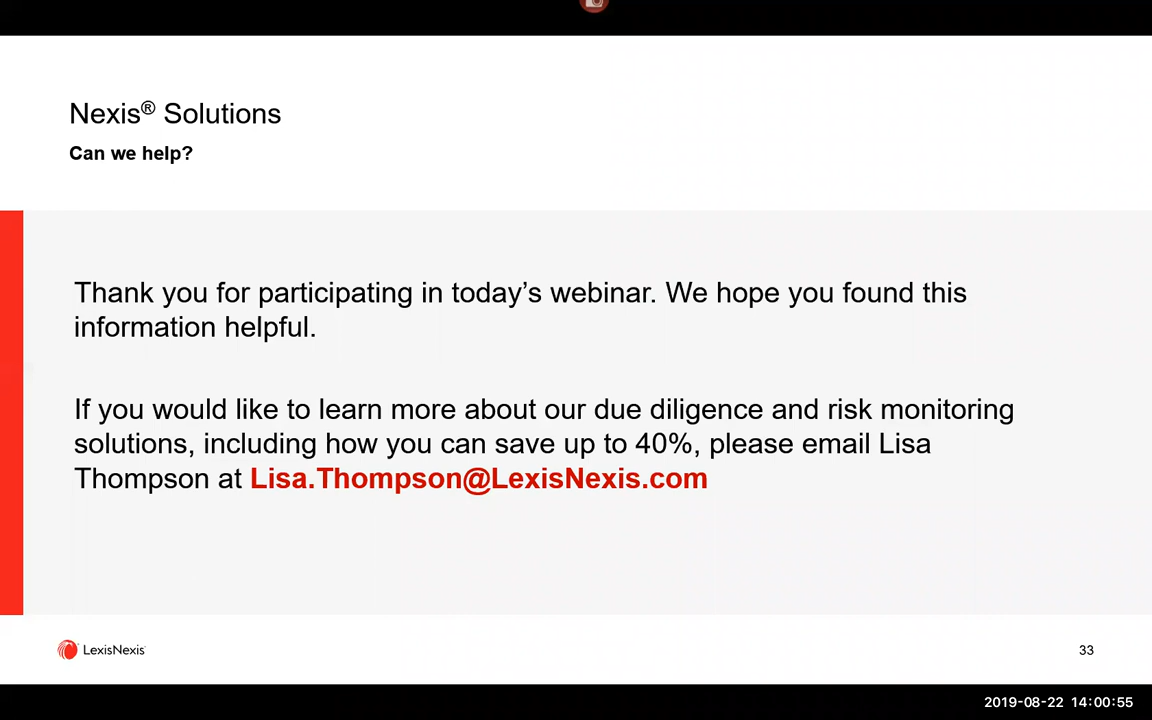 Nexis® Solutions
Can we help?
Thank you for participating in today’s webinar. We hope you found this
information helpful.
If you would like to learn more about our due diligence and risk monitoring
solutions, including how you can save up to 40%, please email Lisa
Thompson at Lisa.Thompson@LexisNexis.com
LexisNexis
33
2019-08-22 14:00:55